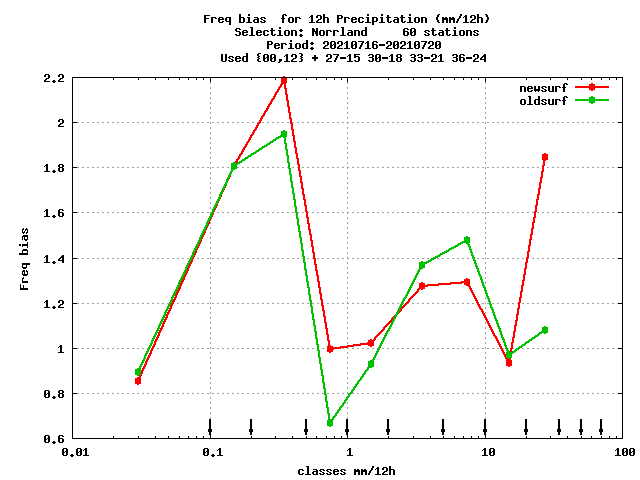 Freq bias  for 12h Precipitation (mm/12h)
Selection: Norrland     60 stations
Period: 20210716-20210720
Used {00,12} + 27-15 30-18 33-21 36-24
newsurf
oldsurf
2.2
2
1.8
1.6
1.4
1.2
1
0.8
0.6
Freq bias
0.01
0.1
1
10
100
classes mm/12h